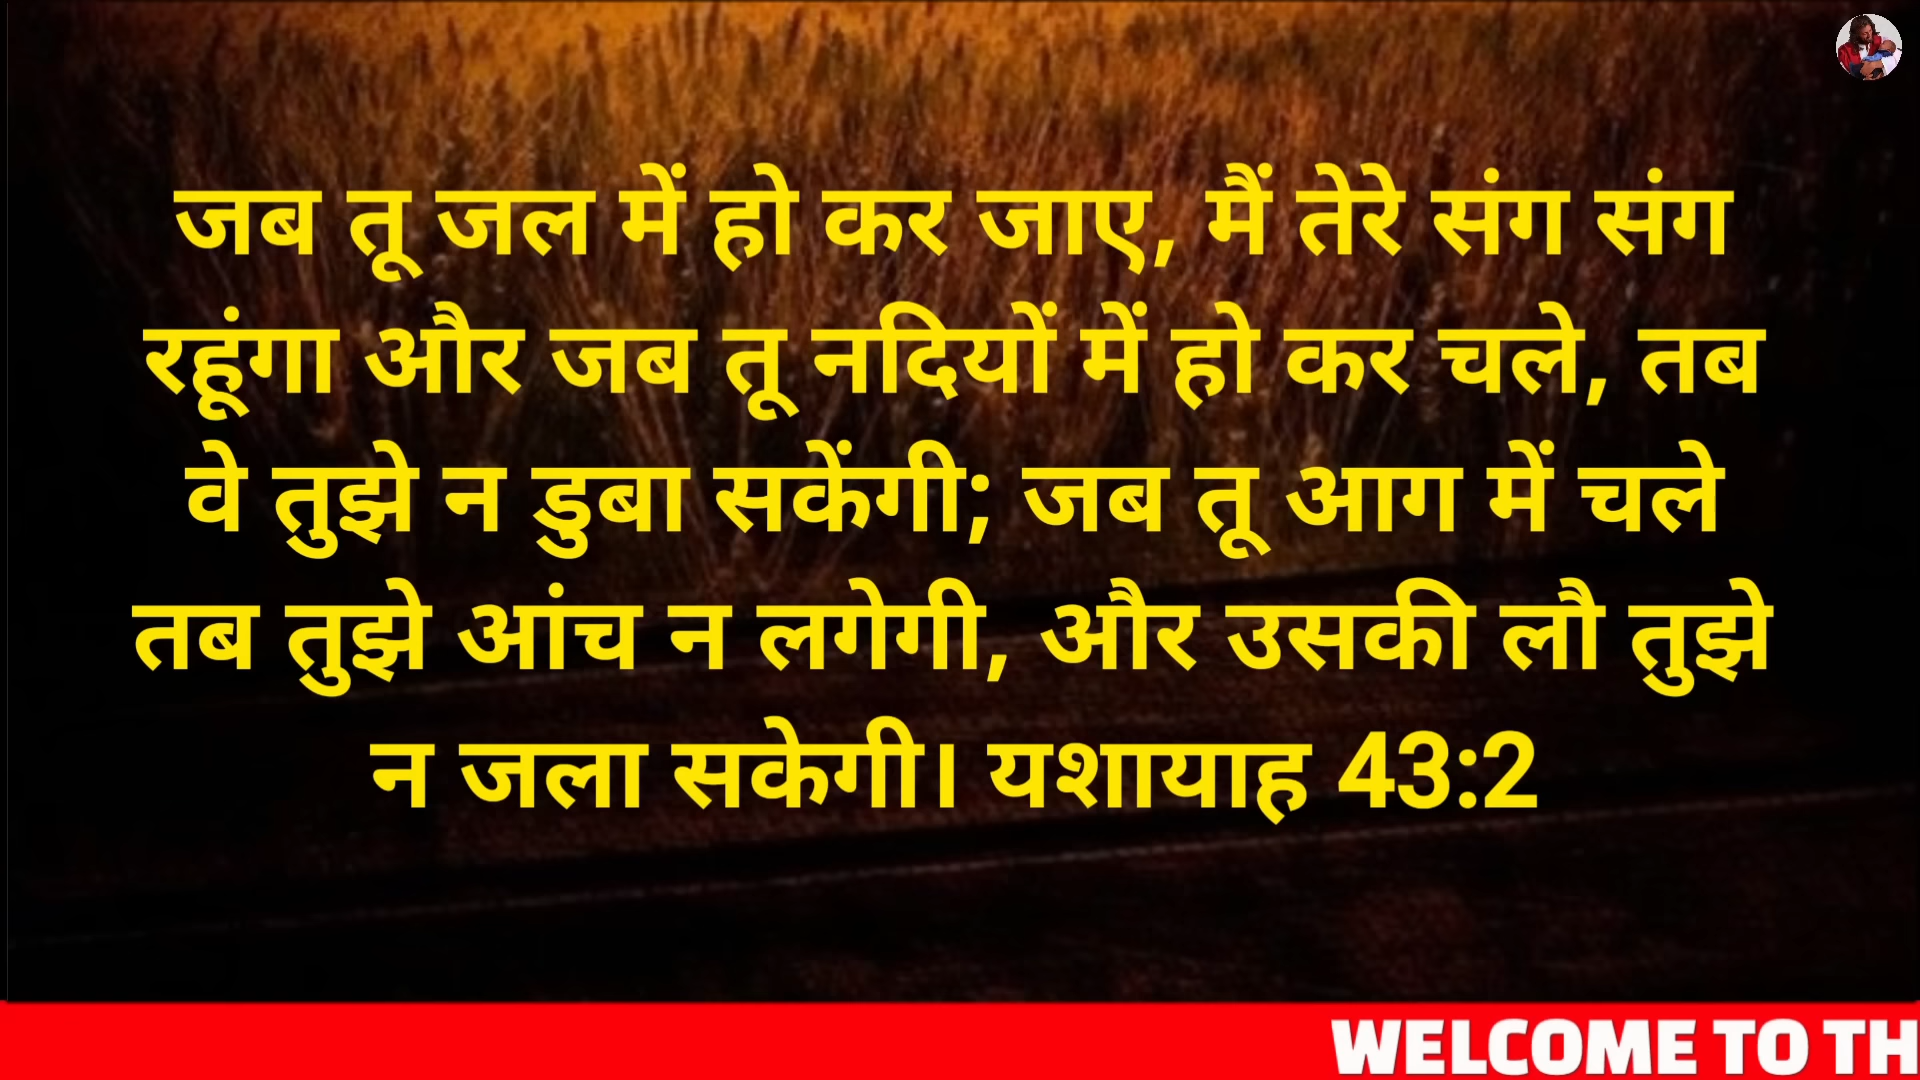 जब तू जल में हो कर जाए, मैं तेरे संग संग
रहूंगा और जब तू नदियों में हो कर चले, तब
वे तुझे न डुबा सकेंगी; जब तू आग में चले
तब तुझे आंच न लगेगी, और उसकी लौ तुझे
न जला सकेगी। यशायाह 43:2
WELCOME TO TH